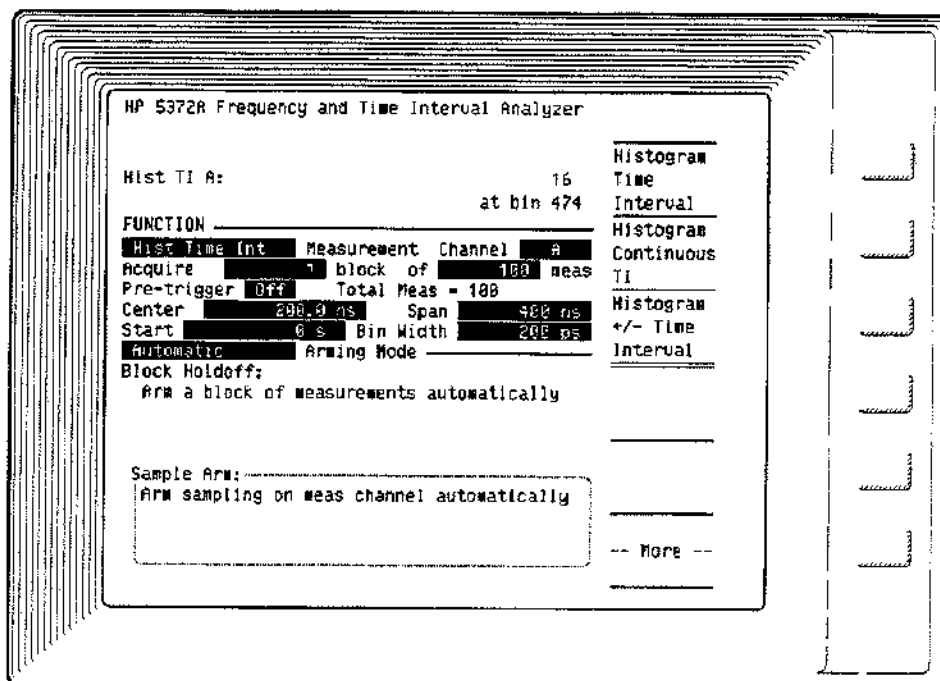 HP 5372A Frequency and Time Interval Analyzer
Hist TI A: 16
at bin 474
FUNCTION
Hist Time Int Measurement Channel A
Acquire 1 block of 100 meas
Pre-trigger Off Total Meas = 100
Center 200.0 ns Span 400 ns
Start 0 s Bin Width 200 ps
Automatic Arming Mode
Block Holdoff:
Arm a block of measurements automatically
Sample Arm:
Arm sampling on meas channel automatically
Histogram
Time
Interval
Histogram
Continuous
TI
Histogram
+/- Time
Interval
-- More --